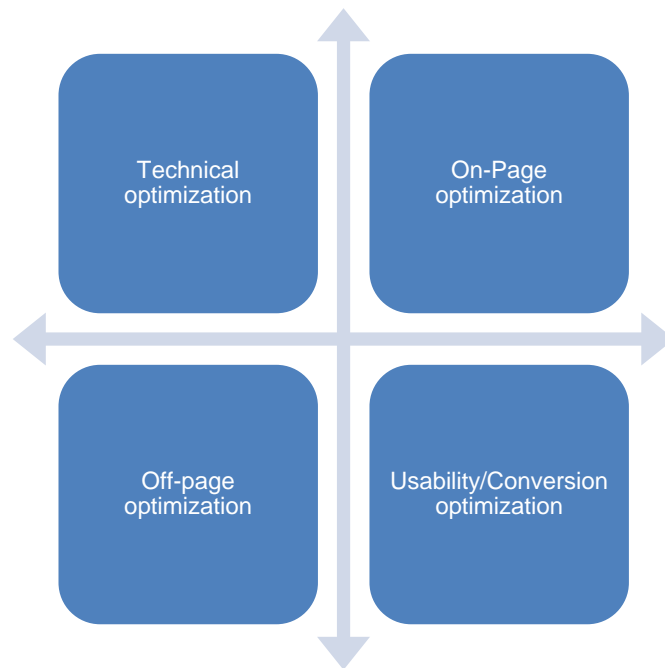 Technical
optimization
On-Page
optimization
Off-page
optimization
Usability/Conversion
optimization